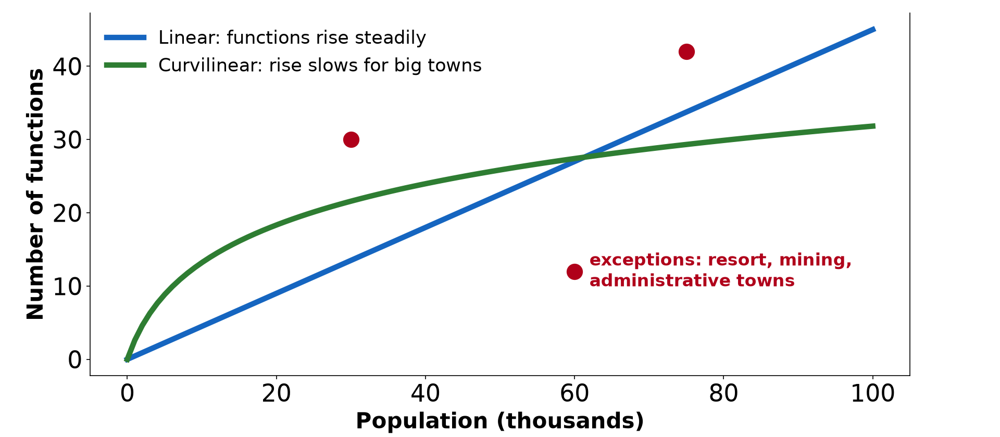 Linear: functions rise steadily
Curvilinear: rise slows for big towns
Number of functions
40
30
20
10
0
exceptions: resort, mining,
administrative towns
0 20 40 60 80 100
Population (thousands)